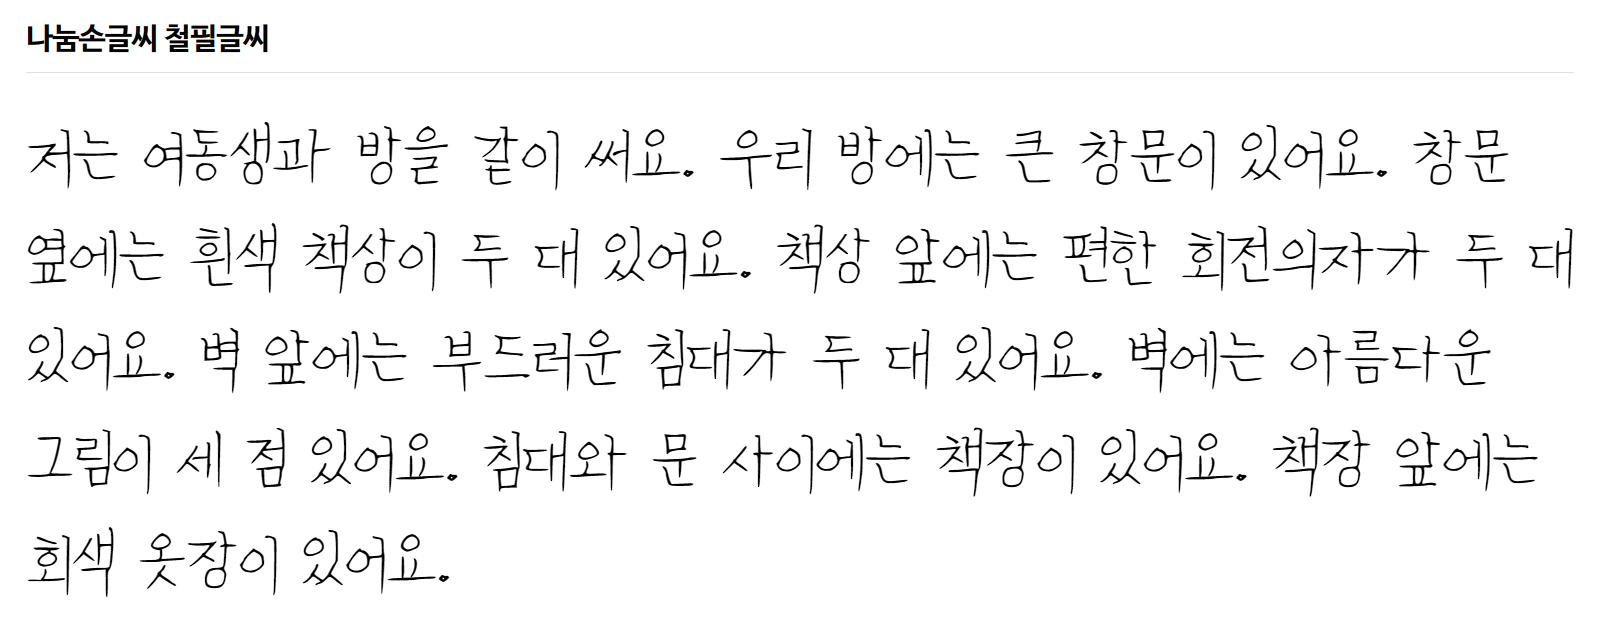 나눔손글씨 철필글씨
저는 여동생과 방을 같이 써요. 우리 방에는 큰 창문이 있어요. 창문
옆에는 흰색 책상이 두 대 있어요. 책상 앞에는 편한 회전의자가 두 대
있어요. 벽 앞에는 부드러운 침대가 두 대 있어요. 벽에는 아름다운
그림이 세 점 있어요. 침대와 문 사이에는 책장이 있어요. 책장 앞에는
회색 옷장이 있어요.